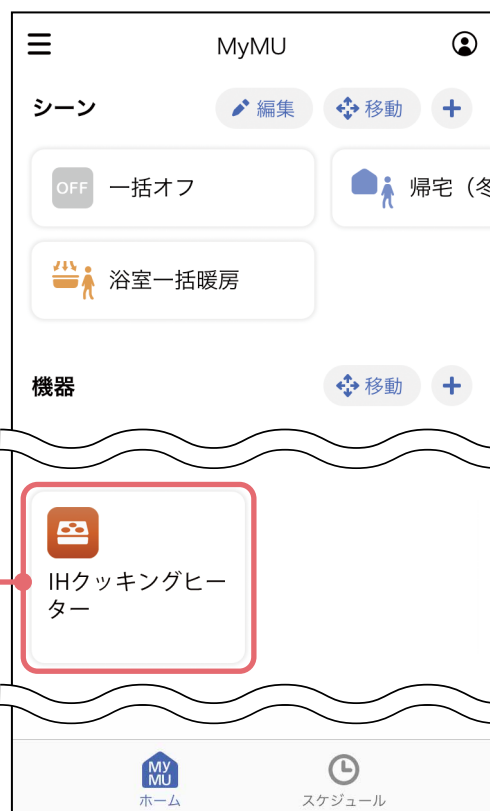 MyMU
シーン
編集
移動
OFF
一括オフ
帰宅（冬
浴室一括暖房
機器
移動
IHクッキングヒー
ター
MY
MU
ホーム
スケジュール